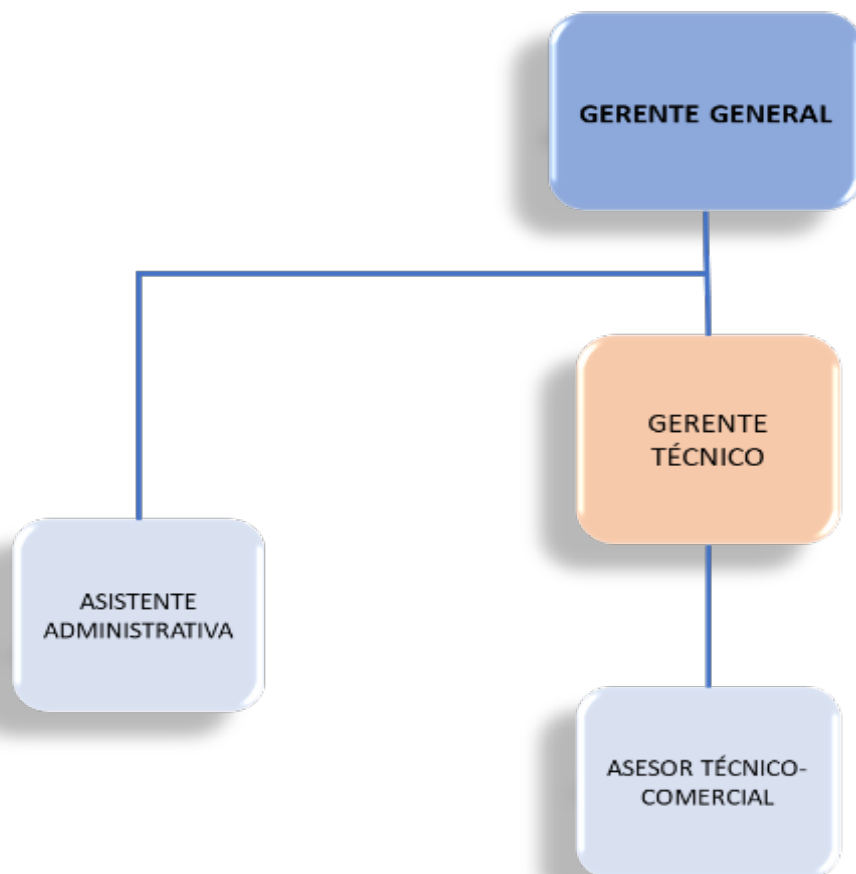 GERENTE GENERAL
GERENTE
TÉCNICO
ASISTENTE
ADMINISTRATIVA
ASESOR TÉCNICO-
COMERCIAL